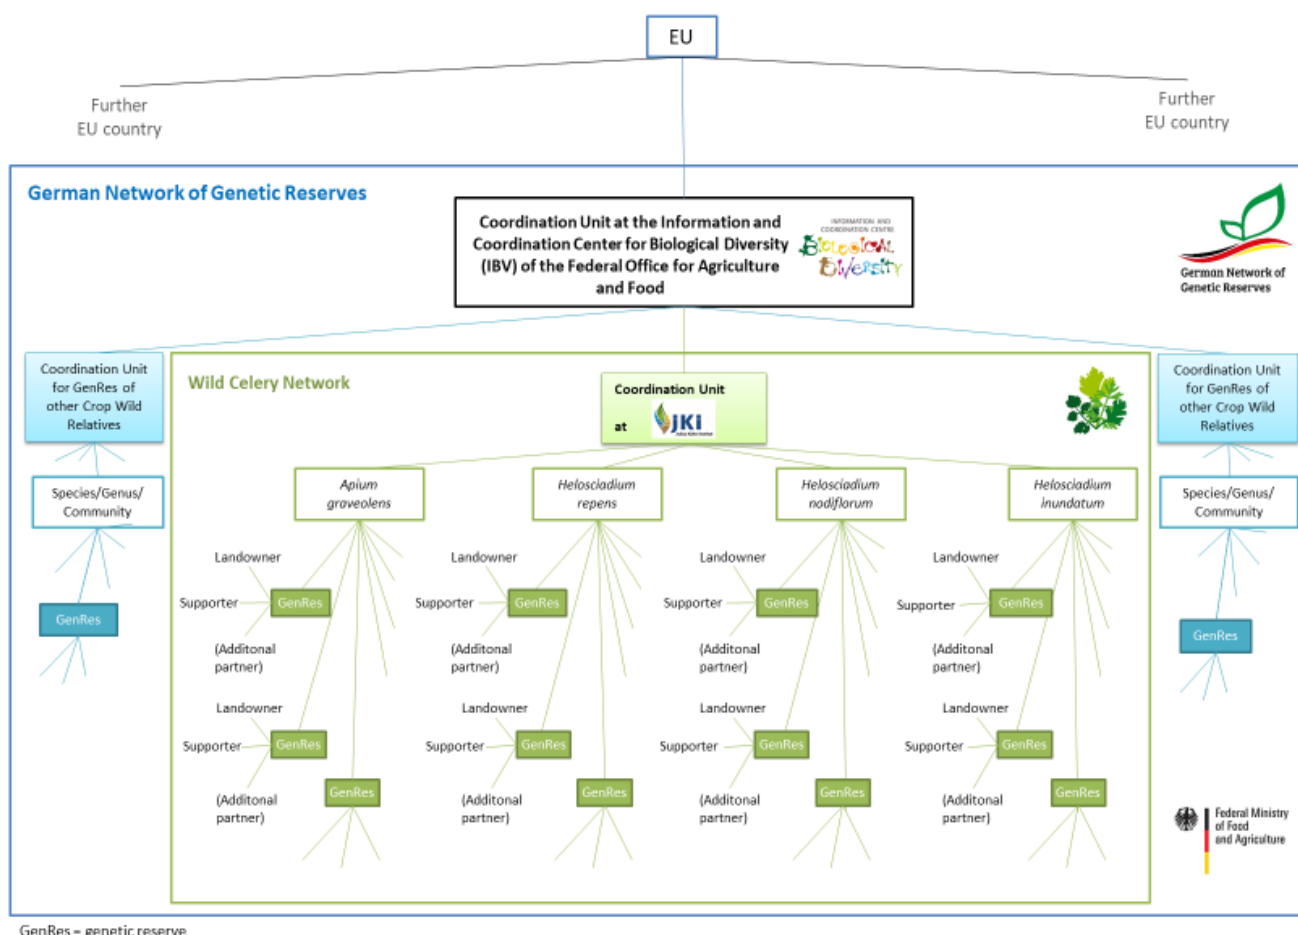 EU
Further
EU country
Further
EU country
German Network of Genetic Reserves
Coordination Unit at the Information and
Coordination Center for Biological Diversity
(IBV) of the Federal Office for Agriculture
and Food
INFORMATION AND
COORDINATION CENTRE
BIOLOGICAL
DIVERSITY
German Network of
Genetic Reserves
Coordination Unit
for GenRes of
other Crop Wild
Relatives
Wild Celery Network
Coordination Unit
at
JKI
Coordination Unit
for GenRes of
other Crop Wild
Relatives
Species/Genus/
Community
Apium
graveolens
Helosciadium
repens
Helosciadium
nodiflorum
Helosciadium
inundatum
Species/Genus/
Community
GenRes
Landowner
Supporter
GenRes
(Additonal
partner)
Landowner
Supporter
GenRes
(Additonal
partner)
Landowner
Supporter
GenRes
(Additonal
partner)
Landowner
Supporter
GenRes
(Additonal
partner)
GenRes
Landowner
Supporter
GenRes
(Additonal
partner)
GenRes
Landowner
Supporter
GenRes
(Additonal
partner)
GenRes
Landowner
Supporter
GenRes
(Additonal
partner)
GenRes
Landowner
Supporter
GenRes
(Additonal
partner)
GenRes
Federal Ministry
of Food
and Agriculture
GenRes = genetic reserve